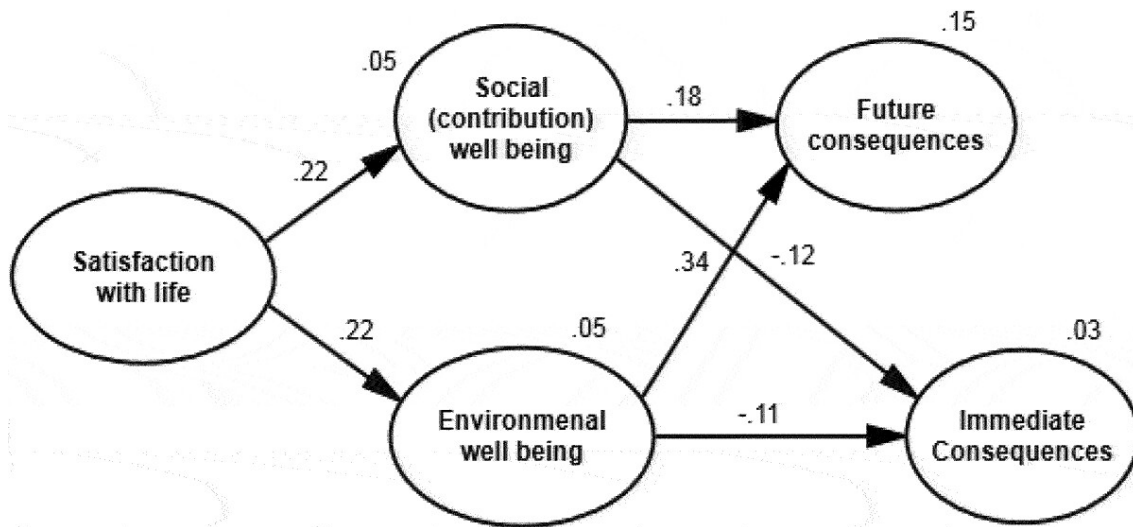 .15
.05
Social
(contribution)
well being
.18
Future
consequences
.22
Satisfaction
with life
.34
-.12
.22
.05
.03
Environmenal
well being
-.11
Immediate
Consequences